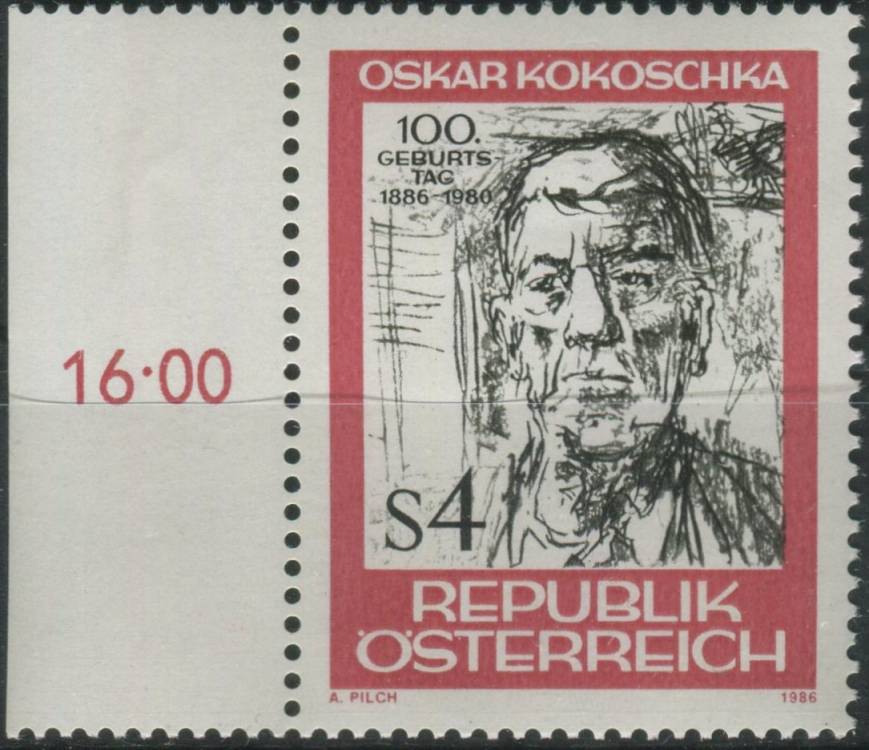 OSKAR KOKOSCHKA
100.
GEBURTS-
TAG
1886-1980
16·00
S4
REPUBLIK
ÖSTERREICH
A. PILCH
1986